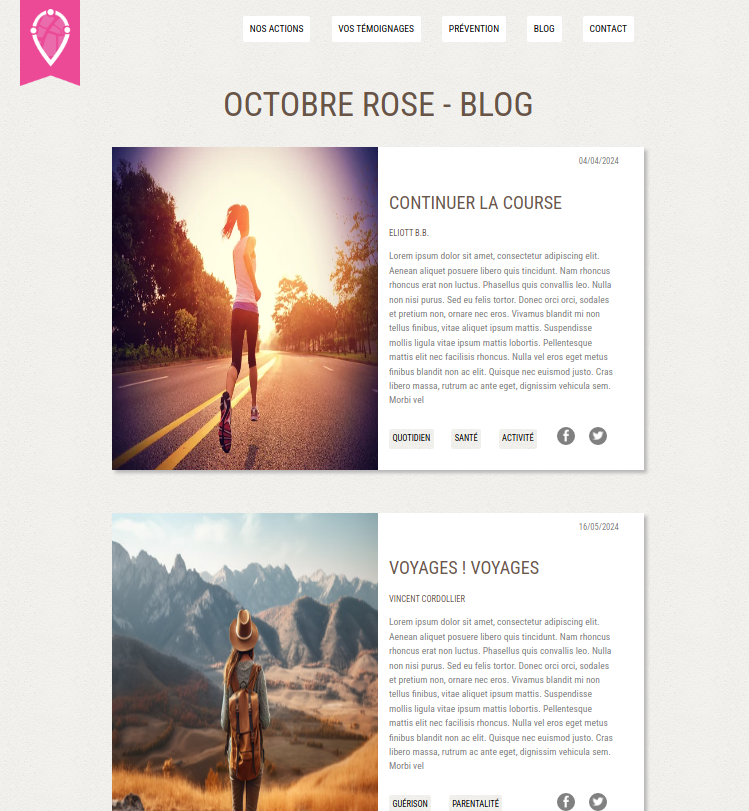 NOS ACTIONS VOS TÉMOIGNAGES PRÉVENTION BLOG CONTACT
OCTOBRE ROSE - BLOG
04/04/2024
CONTINUER LA COURSE
ELIOTT B.B.
Lorem ipsum dolor sit amet, consectetur adipiscing elit.
Aenean aliquet posuere libero quis tincidunt. Nam rhoncus
rhoncus erat non luctus. Phasellus quis convallis leo. Nulla
non nisi purus. Sed eu felis tortor. Donec orci orci, sodales
et pretium non, ornare nec eros. Vivamus blandit mi non
tellus finibus, vitae aliquet ipsum mattis. Suspendisse
mollis ligula vitae ipsum mattis lobortis. Pellentesque
mattis elit nec facilisis rhoncus. Nulla vel eros eget metus
finibus blandit non ac elit. Quisque nec euismod justo. Cras
libero massa, rutrum ac ante eget, dignissim vehicula sem.
Morbi vel
QUOTIDIEN SANTÉ ACTIVITÉ
16/05/2024
VOYAGES ! VOYAGES
VINCENT CORDOLLIER
Lorem ipsum dolor sit amet, consectetur adipiscing elit.
Aenean aliquet posuere libero quis tincidunt. Nam rhoncus
rhoncus erat non luctus. Phasellus quis convallis leo. Nulla
non nisi purus. Sed eu felis tortor. Donec orci orci, sodales
et pretium non, ornare nec eros. Vivamus blandit mi non
tellus finibus, vitae aliquet ipsum mattis. Suspendisse
mollis ligula vitae ipsum mattis lobortis. Pellentesque
mattis elit nec facilisis rhoncus. Nulla vel eros eget metus
finibus blandit non ac elit. Quisque nec euismod justo. Cras
libero massa, rutrum ac ante eget, dignissim vehicula sem.
Morbi vel
GUÉRISON PARENTALITÉ